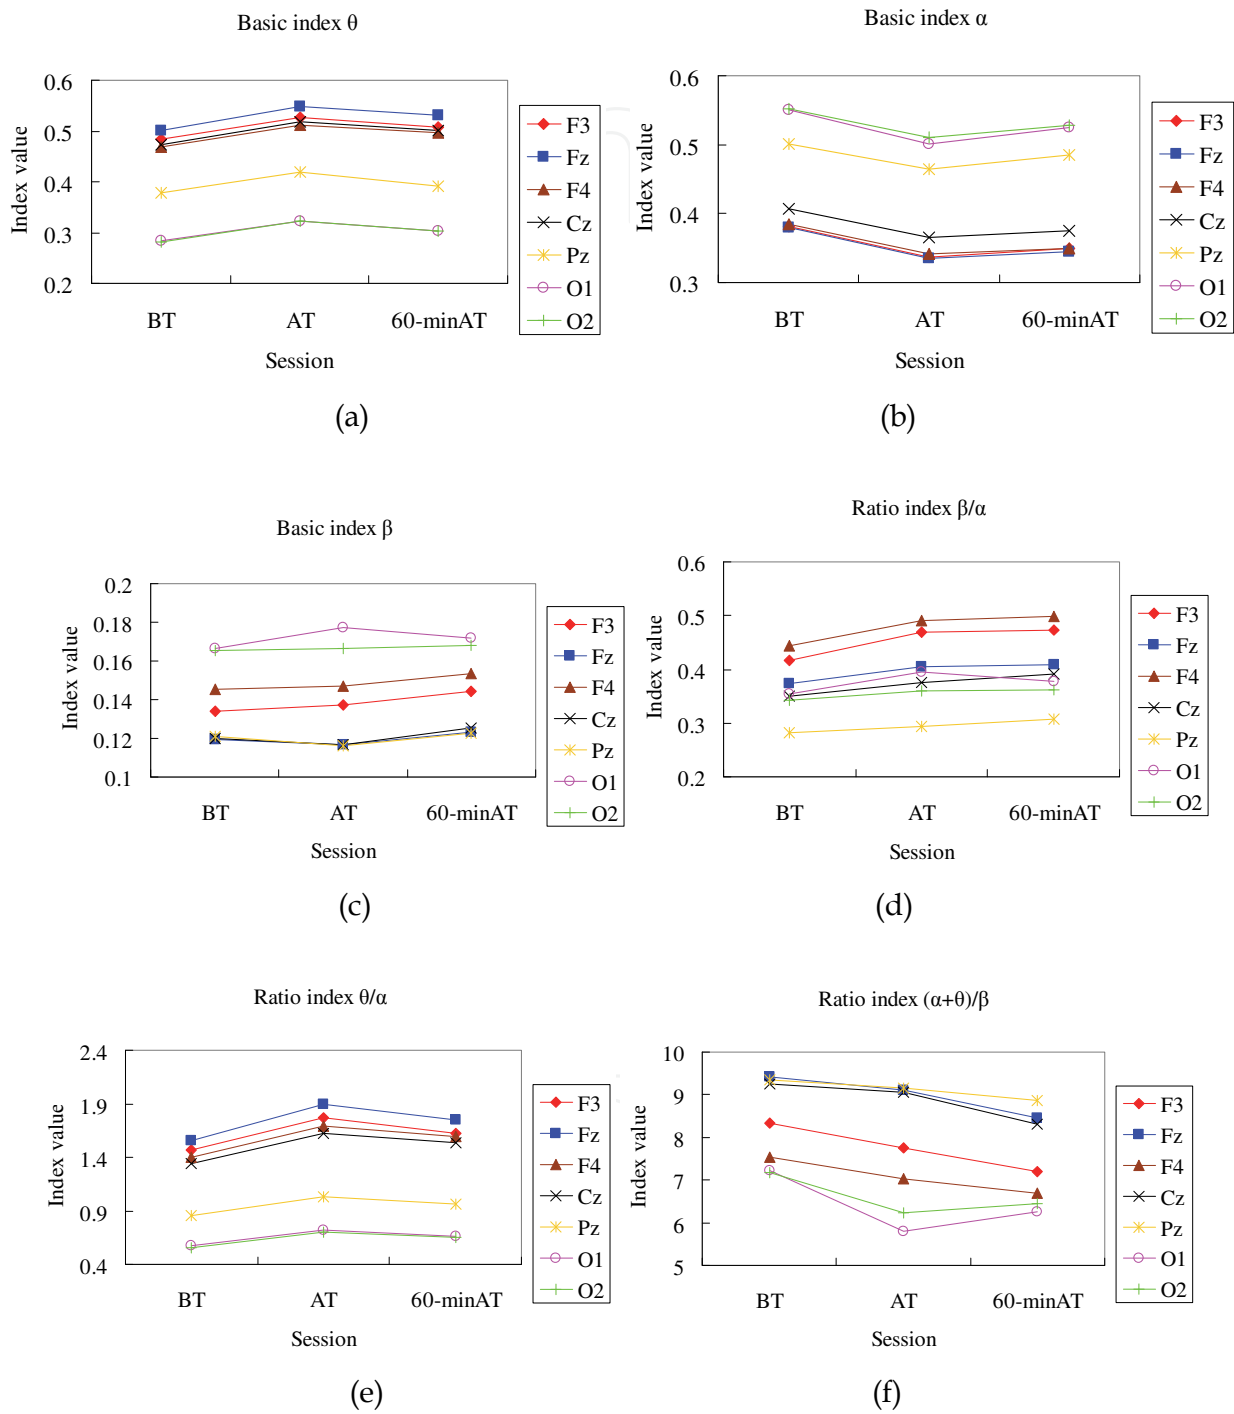 Basic index θ
0.6
0.5
0.4
0.3
0.2
Index value
BT AT 60-minAT
Session
F3
Fz
F4
Cz
Pz
O1
O2
(a)
Basic index α
0.6
0.5
0.4
0.3
Index value
BT AT 60-minAT
Session
F3
Fz
F4
Cz
Pz
O1
O2
(b)
Basic index β
0.2
0.18
0.16
0.14
0.12
0.1
Index value
BT AT 60-minAT
Session
F3
Fz
F4
Cz
Pz
O1
O2
(c)
Ratio index β/α
0.6
0.5
0.4
0.3
0.2
Index value
BT AT 60-minAT
Session
F3
Fz
F4
Cz
Pz
O1
O2
(d)
Ratio index θ/α
2.4
1.9
1.4
0.9
0.4
Index value
BT AT 60-minAT
Session
F3
Fz
F4
Cz
Pz
O1
O2
(e)
Ratio index (α+θ)/β
10
9
8
7
6
5
Index value
BT AT 60-minAT
Session
F3
Fz
F4
Cz
Pz
O1
O2
(f)